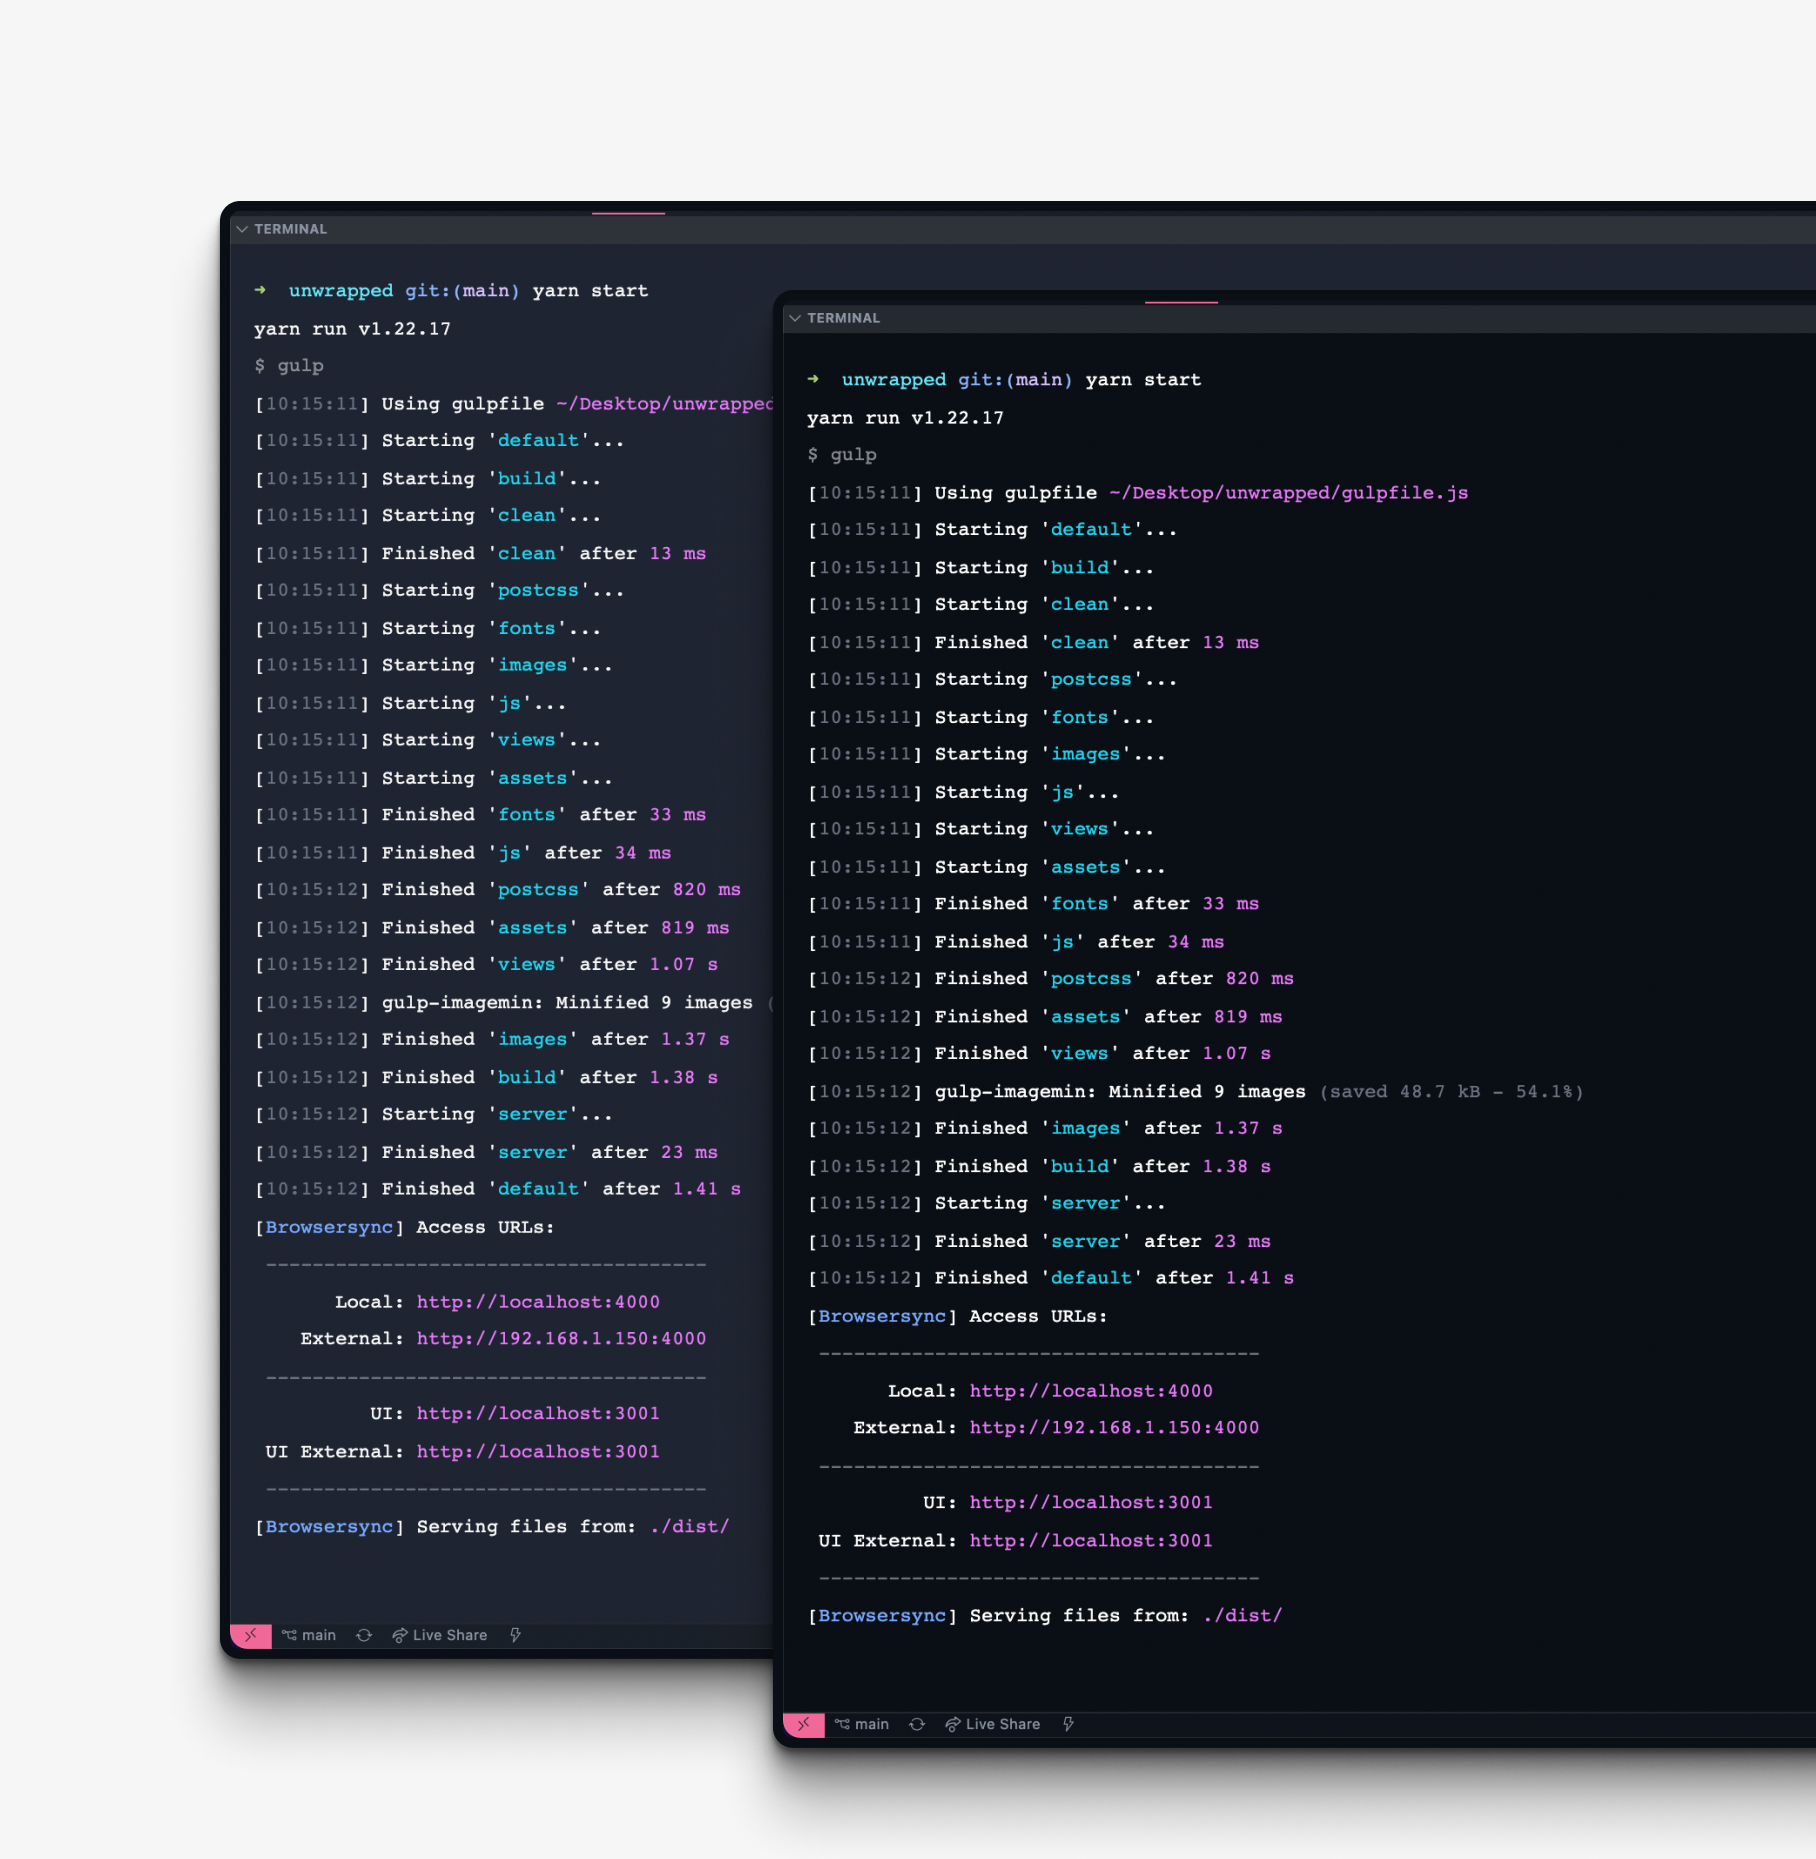 TERMINAL
➜  unwrapped git:(main) yarn start
yarn run v1.22.17
$ gulp
[10:15:11] Using gulpfile ~/Desktop/unwrapped
[10:15:11] Starting 'default'...
[10:15:11] Starting 'build'...
[10:15:11] Starting 'clean'...
[10:15:11] Finished 'clean' after 13 ms
[10:15:11] Starting 'postcss'...
[10:15:11] Starting 'fonts'...
[10:15:11] Starting 'images'...
[10:15:11] Starting 'js'...
[10:15:11] Starting 'views'...
[10:15:11] Starting 'assets'...
[10:15:11] Finished 'fonts' after 33 ms
[10:15:11] Finished 'js' after 34 ms
[10:15:12] Finished 'postcss' after 820 ms
[10:15:12] Finished 'assets' after 819 ms
[10:15:12] Finished 'views' after 1.07 s
[10:15:12] gulp-imagemin: Minified 9 images (
[10:15:12] Finished 'images' after 1.37 s
[10:15:12] Finished 'build' after 1.38 s
[10:15:12] Starting 'server'...
[10:15:12] Finished 'server' after 23 ms
[10:15:12] Finished 'default' after 1.41 s
[Browsersync] Access URLs:
--------------------------------------
Local: http://localhost:4000
External: http://192.168.1.150:4000
--------------------------------------
UI: http://localhost:3001
UI External: http://localhost:3001
--------------------------------------
[Browsersync] Serving files from: ./dist/
main Live Share
TERMINAL
➜  unwrapped git:(main) yarn start
yarn run v1.22.17
$ gulp
[10:15:11] Using gulpfile ~/Desktop/unwrapped/gulpfile.js
[10:15:11] Starting 'default'...
[10:15:11] Starting 'build'...
[10:15:11] Starting 'clean'...
[10:15:11] Finished 'clean' after 13 ms
[10:15:11] Starting 'postcss'...
[10:15:11] Starting 'fonts'...
[10:15:11] Starting 'images'...
[10:15:11] Starting 'js'...
[10:15:11] Starting 'views'...
[10:15:11] Starting 'assets'...
[10:15:11] Finished 'fonts' after 33 ms
[10:15:11] Finished 'js' after 34 ms
[10:15:12] Finished 'postcss' after 820 ms
[10:15:12] Finished 'assets' after 819 ms
[10:15:12] Finished 'views' after 1.07 s
[10:15:12] gulp-imagemin: Minified 9 images (saved 48.7 kB - 54.1%)
[10:15:12] Finished 'images' after 1.37 s
[10:15:12] Finished 'build' after 1.38 s
[10:15:12] Starting 'server'...
[10:15:12] Finished 'server' after 23 ms
[10:15:12] Finished 'default' after 1.41 s
[Browsersync] Access URLs:
--------------------------------------
Local: http://localhost:4000
External: http://192.168.1.150:4000
--------------------------------------
UI: http://localhost:3001
UI External: http://localhost:3001
--------------------------------------
[Browsersync] Serving files from: ./dist/
main Live Share